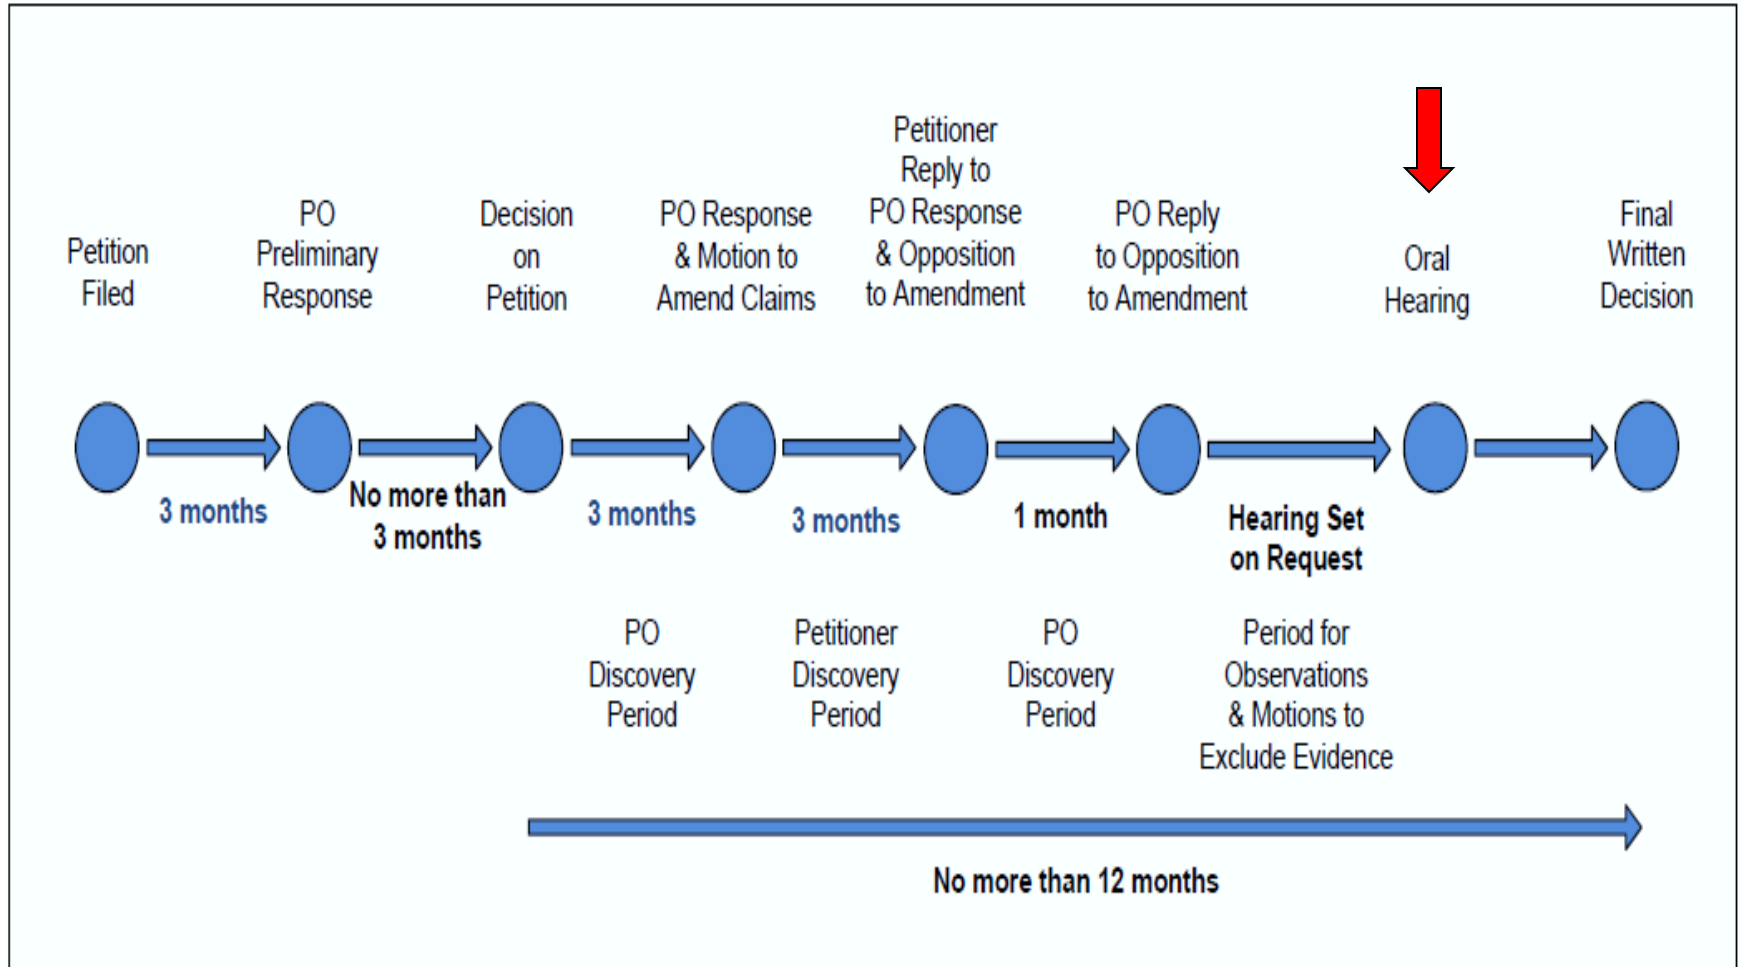 Petition
Filed
PO
Preliminary
Response
Decision
on
Petition
PO Response
& Motion to
Amend Claims
Petitioner
Reply to
PO Response
& Opposition
to Amendment
PO Reply
to Opposition
to Amendment
Oral
Hearing
Final
Written
Decision
3 months
No more than
3 months
3 months
3 months
1 month
Hearing Set
on Request
PO
Discovery
Period
Petitioner
Discovery
Period
PO
Discovery
Period
Period for
Observations
& Motions to
Exclude Evidence
No more than 12 months